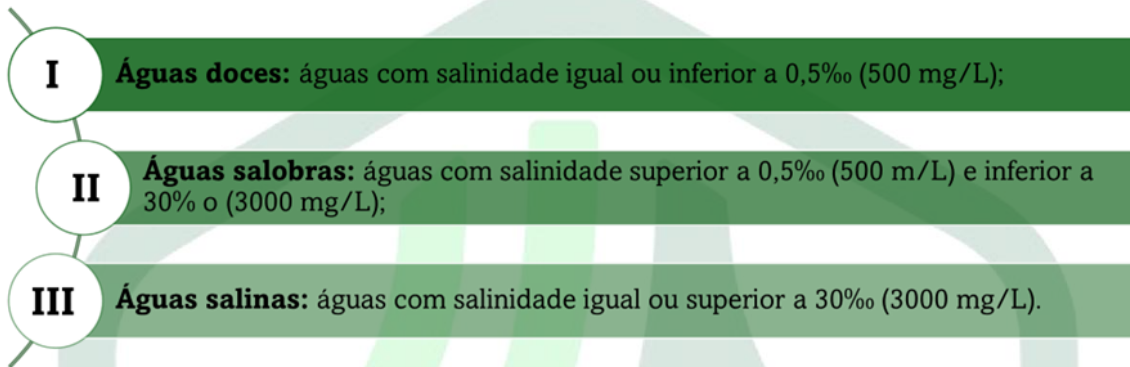 I
Águas doces: águas com salinidade igual ou inferior a 0,5‰ (500 mg/L);
II
Águas salobras: águas com salinidade superior a 0,5‰ (500 m/L) e inferior a
30% o (3000 mg/L);
III
Águas salinas: águas com salinidade igual ou superior a 30‰ (3000 mg/L).